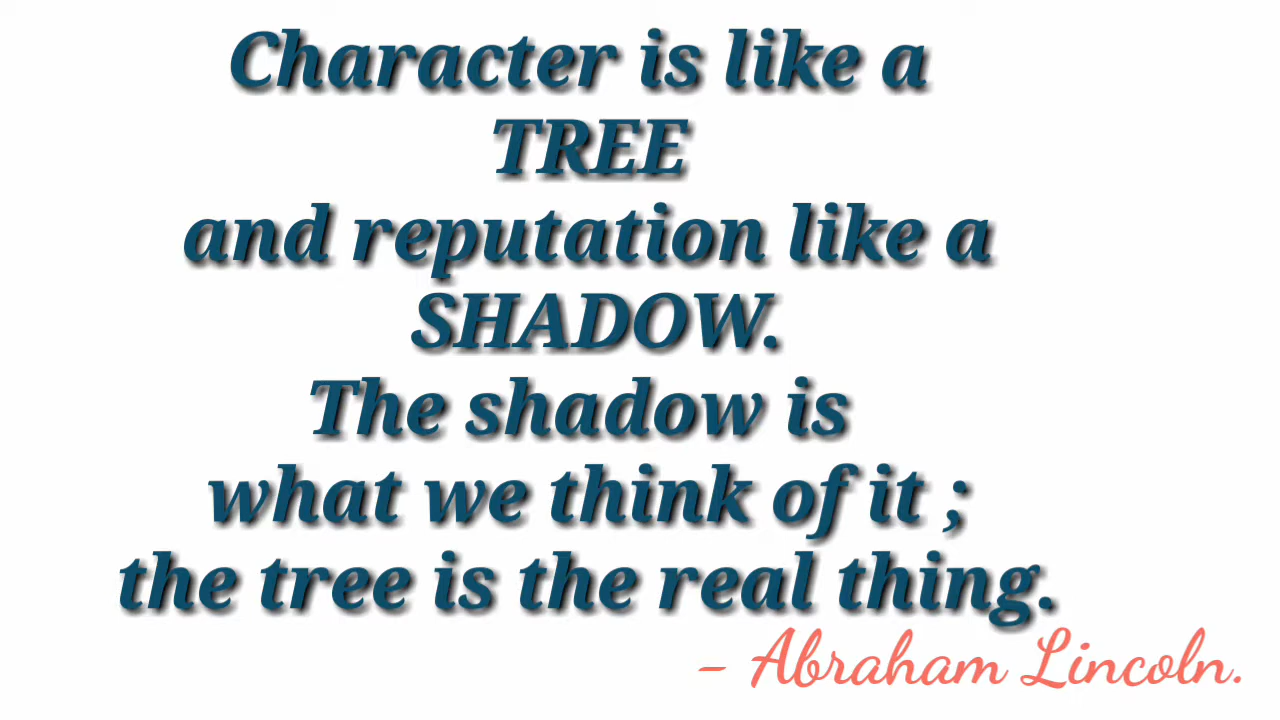 Character is like a
TREE
and reputation like a
SHADOW.
The shadow is
what we think of it ;
the tree is the real thing.
- Abraham Lincoln.